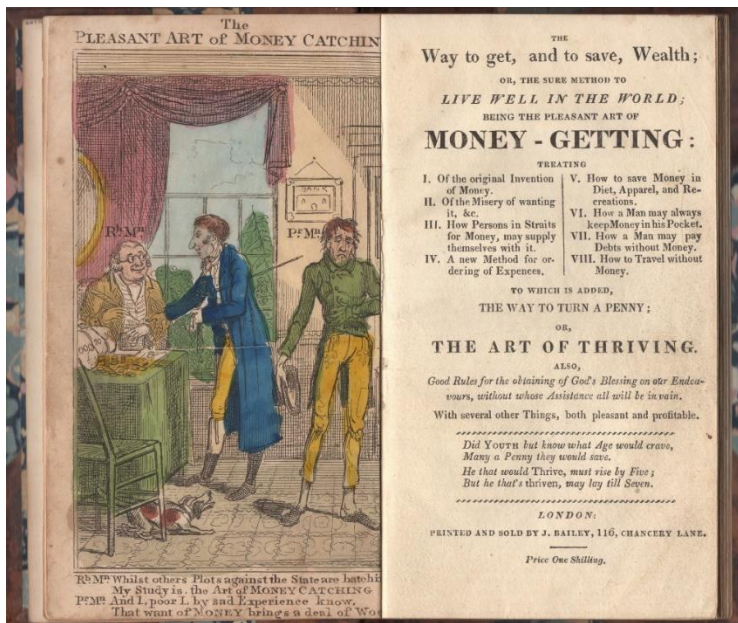 The
PLEASANT ART of MONEY CATCHIN
Rh Mn
BANK
Pr Mn
Rh Mn Whilst others Plots against the State are hatchi
My Study is, the Art of MONEY CATCHING
Pr Mn And I, poor I, by sad Experience know,
That want of MONEY brings a deal of Wo
THE
Way to get, and to save, Wealth;
OR, THE SURE METHOD TO
LIVE WELL IN THE WORLD;
BEING THE PLEASANT ART OF
MONEY-GETTING:
TREATING
I. Of the original Invention
of Money.
II. Of the Misery of wanting
it, &c.
III. How Persons in Straits
for Money, may supply
themselves with it.
IV. A new Method for or-
dering of Expences.
V. How to save Money in
Diet, Apparel, and Re-
creations.
VI. How a Man may always
keep Money in his Pocket.
VII. How a Man may pay
Debts without Money.
VIII. How to Travel without
Money.
TO WHICH IS ADDED,
THE WAY TO TURN A PENNY;
OR,
THE ART OF THRIVING.
ALSO,
Good Rules for the obtaining of God's Blessing on our Endea-
vours, without whose Assistance all will be in vain.
With several other Things, both pleasant and profitable.
Did YOUTH but know what Age would crave,
Many a Penny they would save.
He that would Thrive, must rise by Five;
But he that's thriven, may lay till Seven.
LONDON:
PRINTED AND SOLD BY J. BAILEY, 116, CHANCERY LANE.
Price One Shilling.